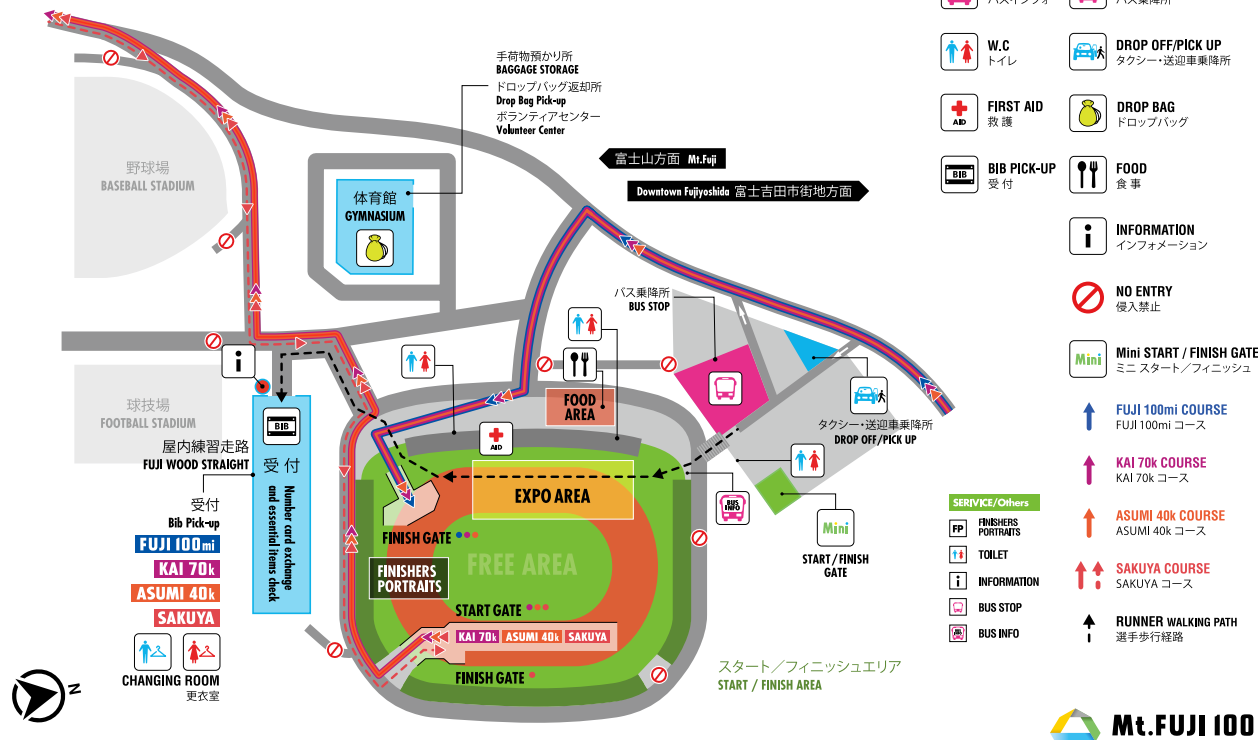 手荷物預かり所
BAGGAGE STORAGE
ドロップバッグ返却所
Drop Bag Pick-up
ボランティアセンター
Volunteer Center
富士山方面 Mt.Fuji
Downtown Fujiyoshida 富士吉田市街地方面
野球場
BASEBALL STADIUM
体育館
GYMNASIUM
バス乗降所
BUS STOP
球技場
FOOTBALL STADIUM
屋内練習走路
FUJI WOOD STRAIGHT
BIB
受付
Number card exchange
and essential items check
受付
Bib Pick-up
FUJI 100mi
KAI 70k
ASUMI 40k
SAKUYA
CHANGING ROOM
更衣室
N
AID
FOOD
AREA
EXPO AREA
FINISH GATE
FREE AREA
FINISHERS
PORTRAITS
START GATE
KAI 70k ASUMI 40k SAKUYA
FINISH GATE
BUS
INFO
タクシー・送迎車乗降所
DROP OFF/PICK UP
Mini
START/FINISH
GATE
スタート/フィニッシュエリア
START / FINISH AREA
W.C
トイレ
DROP OFF/PICK UP
タクシー・送迎車乗降所
AID
FIRST AID
救護
DROP BAG
ドロップバッグ
BIB
BIB PICK-UP
受付
FOOD
食事
INFORMATION
インフォメーション
NO ENTRY
侵入禁止
Mini
Mini START / FINISH GATE
ミニ スタート/フィニッシュ
FUJI 100mi COURSE
FUJI 100mi コース
KAI 70k COURSE
KAI 70k コース
ASUMI 40k COURSE
ASUMI 40k コース
SAKUYA COURSE
SAKUYA コース
RUNNER WALKING PATH
選手歩行経路
SERIVICE/Others
FP
FINISHERS
PORTRAITS
TOILET
INFORMATION
BUS STOP
BUS INFO
Mt.FUJI 100